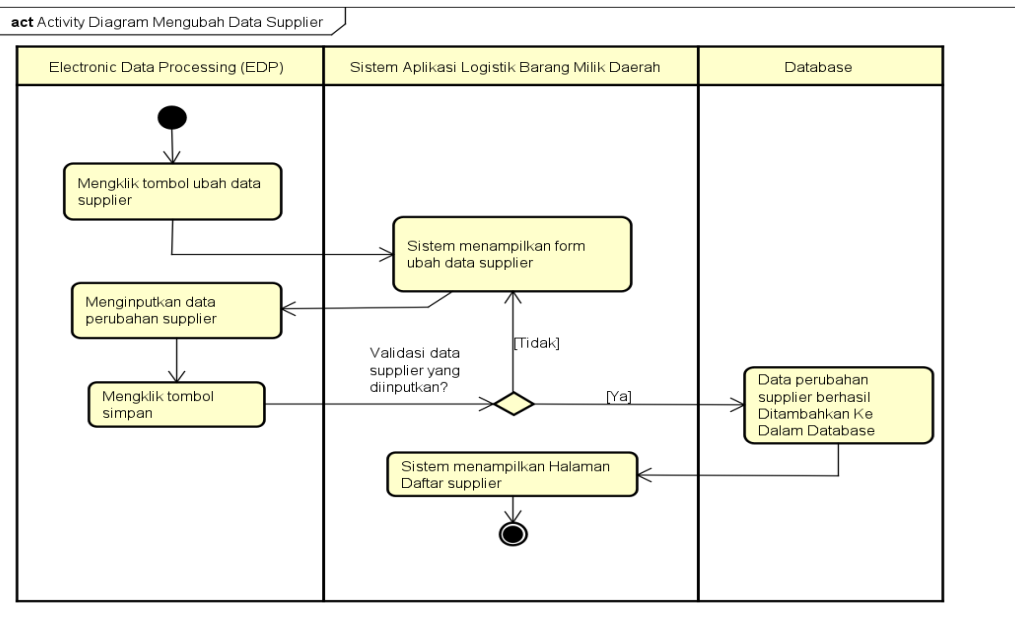 act Activity Diagram Mengubah Data Supplier
Electronic Data Processing (EDP)
Sistem Aplikasi Logistik Barang Milik Daerah
Database
Mengklik tombol ubah data
supplier
Sistem menampilkan form
ubah data supplier
Menginputkan data
perubahan supplier
[Tidak]
Validasi data
supplier yang
diinputkan?
Mengklik tombol
simpan
[Ya]
Data perubahan
supplier berhasil
Ditambahkan Ke
Dalam Database
Sistem menampilkan Halaman
Daftar supplier